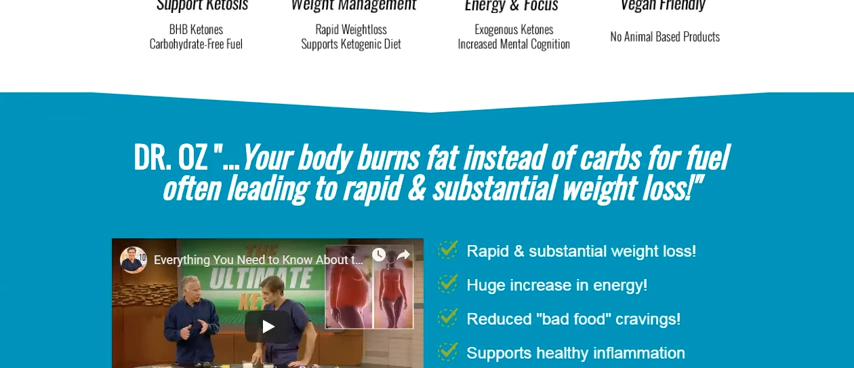 Support Ketosis
Weight Management
Energy & Focus
Vegan Friendly
BHB Ketones
Carbohydrate-Free Fuel
Rapid Weightloss
Supports Ketogenic Diet
Exogenous Ketones
Increased Mental Cognition
No Animal Based Products
DR. OZ "...Your body burns fat instead of carbs for fuel
often leading to rapid & substantial weight loss!"
Everything You Need to Know About t...
THE
ULTIMATE
KE
Rapid & substantial weight loss!
Huge increase in energy!
Reduced "bad food" cravings!
Supports healthy inflammation